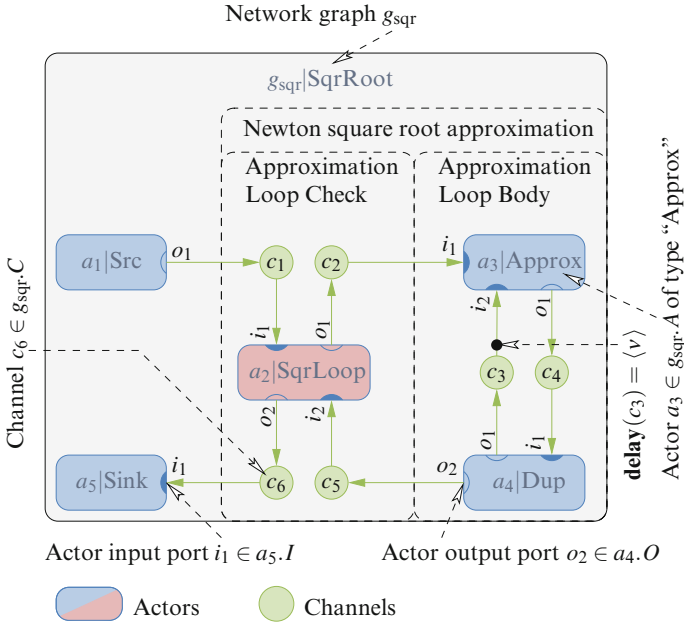 Network graph g_sqr
g_sqr|SqrRoot
Newton square root approximation
Approximation
Loop Check
Approximation
Loop Body
a_1|Src
o_1
c_1
c_2
i_1
a_3|Approx
i_1
o_1
i_2
o_1
a_2|SqrLoop
c_3
c_4
o_2
i_2
o_1
i_1
a_5|Sink
i_1
c_6
c_5
o_2
a_4|Dup
Channel c_6 ∈ g_sqr.C
delay(c_3) = ⟨ν⟩
Actor a_3 ∈ g_sqr.A of type “Approx”
Actor input port i_1 ∈ a_5.I
Actor output port o_2 ∈ a_4.O
Actors
Channels